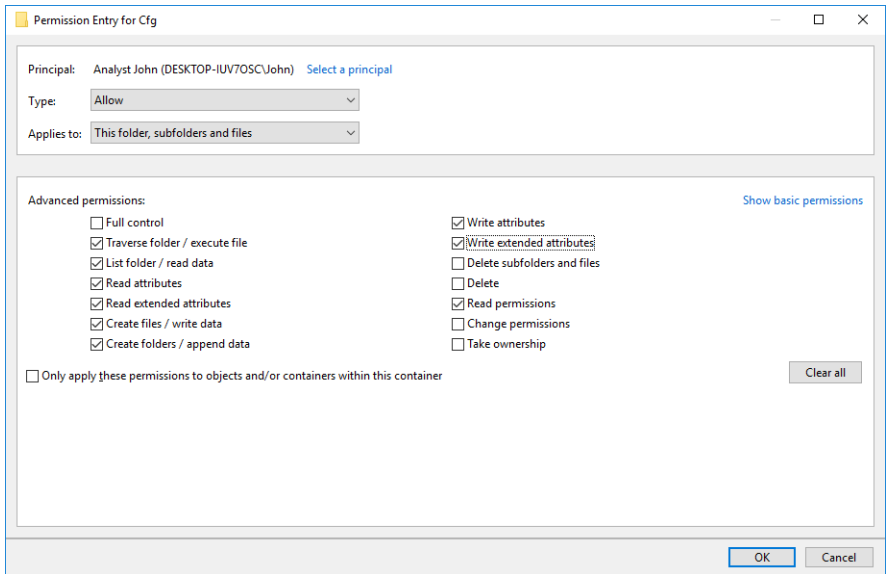 Permission Entry for Cfg
Principal: Analyst John (DESKTOP-IUV7OSC\John) Select a principal
Type: Allow
Applies to: This folder, subfolders and files
Advanced permissions: Show basic permissions
Full control Write attributes
Traverse folder / execute file Write extended attributes
List folder / read data Delete subfolders and files
Read attributes Delete
Read extended attributes Read permissions
Create files / write data Change permissions
Create folders / append data Take ownership
Only apply these permissions to objects and/or containers within this container Clear all
OK Cancel